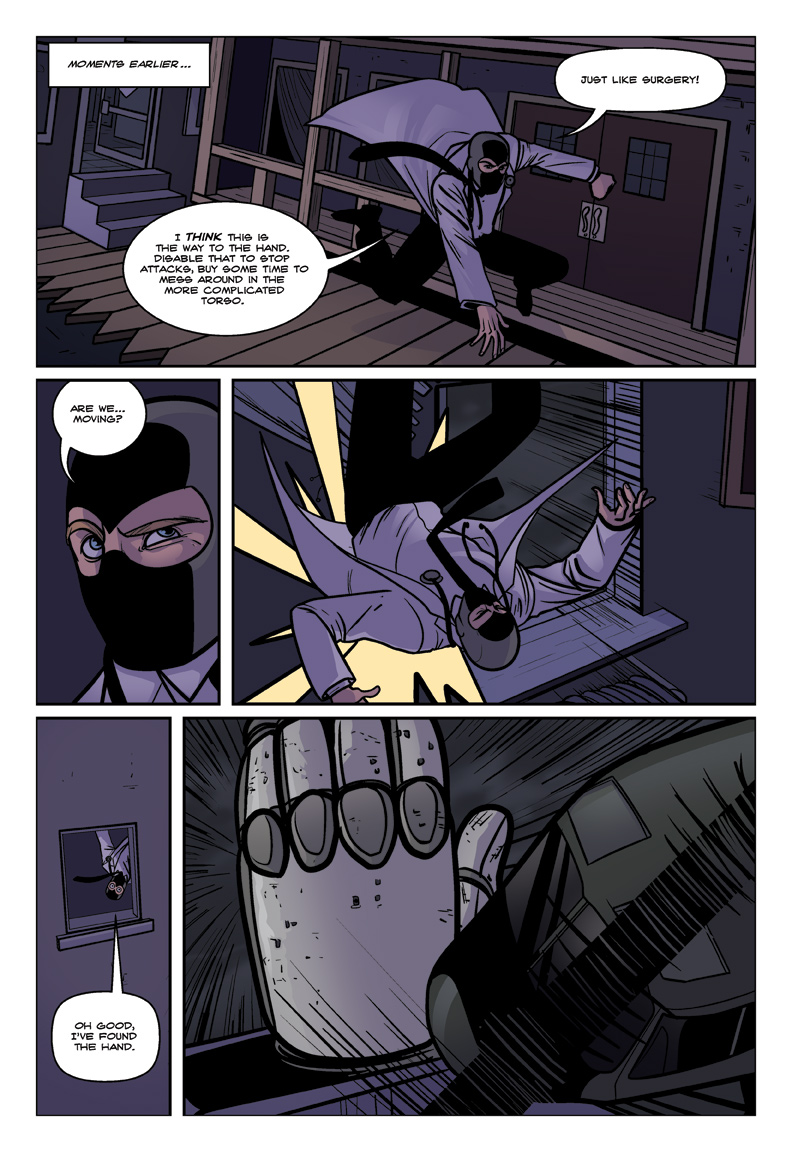 MOMENTS EARLIER...
JUST LIKE SURGERY!
I THINK THIS IS
THE WAY TO THE HAND.
DISABLE THAT TO STOP
ATTACKS, BUY SOME TIME TO
MESS AROUND IN THE
MORE COMPLICATED
TORSO.
ARE WE...
MOVING?
OH GOOD,
I'VE FOUND
THE HAND.